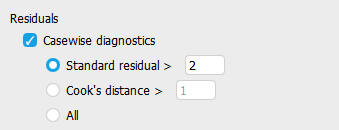 Residuals
Casewise diagnostics
Standard residual > 2
Cook's distance > 1
All